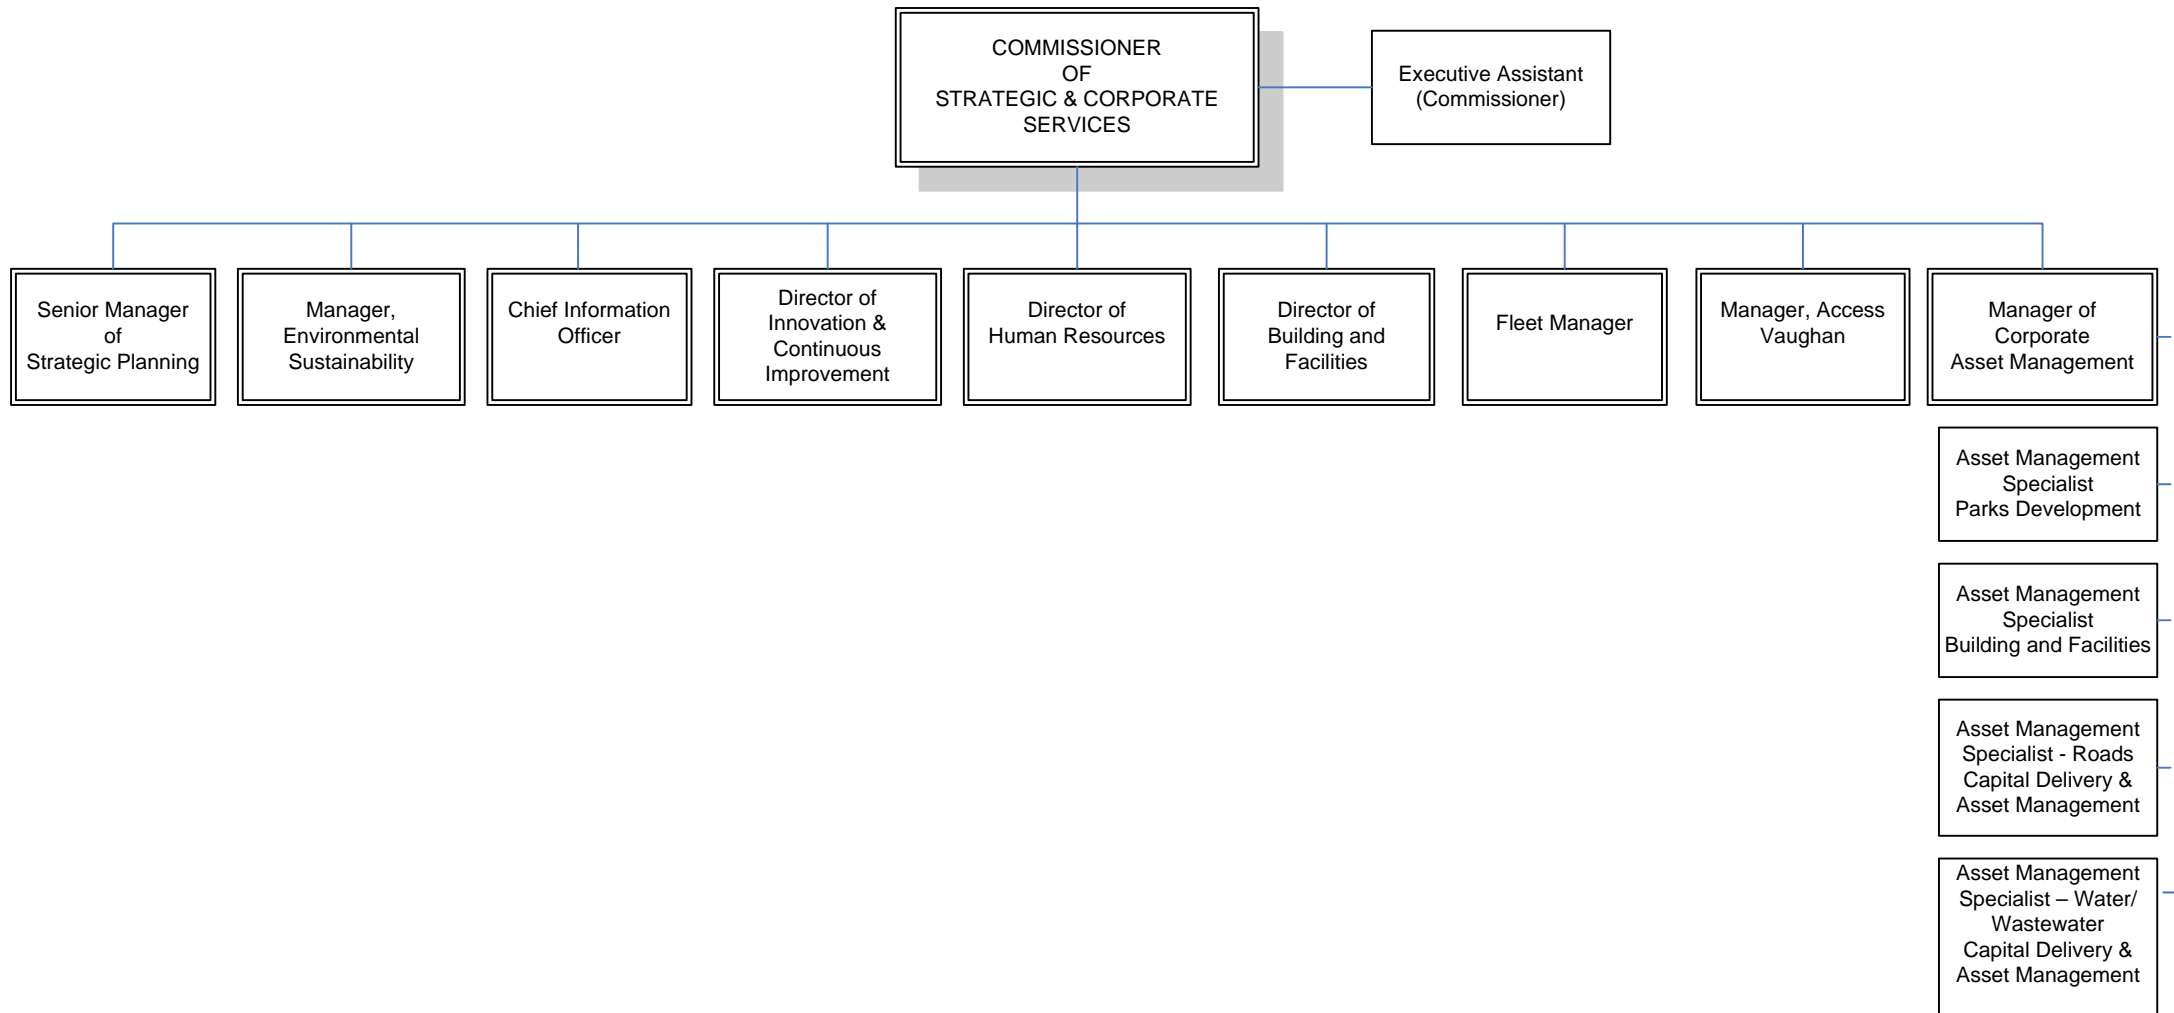 COMMISSIONER
OF
STRATEGIC & CORPORATE
SERVICES
Executive Assistant
(Commissioner)
Senior Manager
of
Strategic Planning
Manager,
Environmental
Sustainability
Chief Information
Officer
Director of
Innovation &
Continuous
Improvement
Director of
Human Resources
Director of
Building and
Facilities
Fleet Manager
Manager, Access
Vaughan
Manager of
Corporate
Asset Management
Asset Management
Specialist
Parks Development
Asset Management
Specialist
Building and Facilities
Asset Management
Specialist - Roads
Capital Delivery &
Asset Management
Asset Management
Specialist – Water/
Wastewater
Capital Delivery &
Asset Management